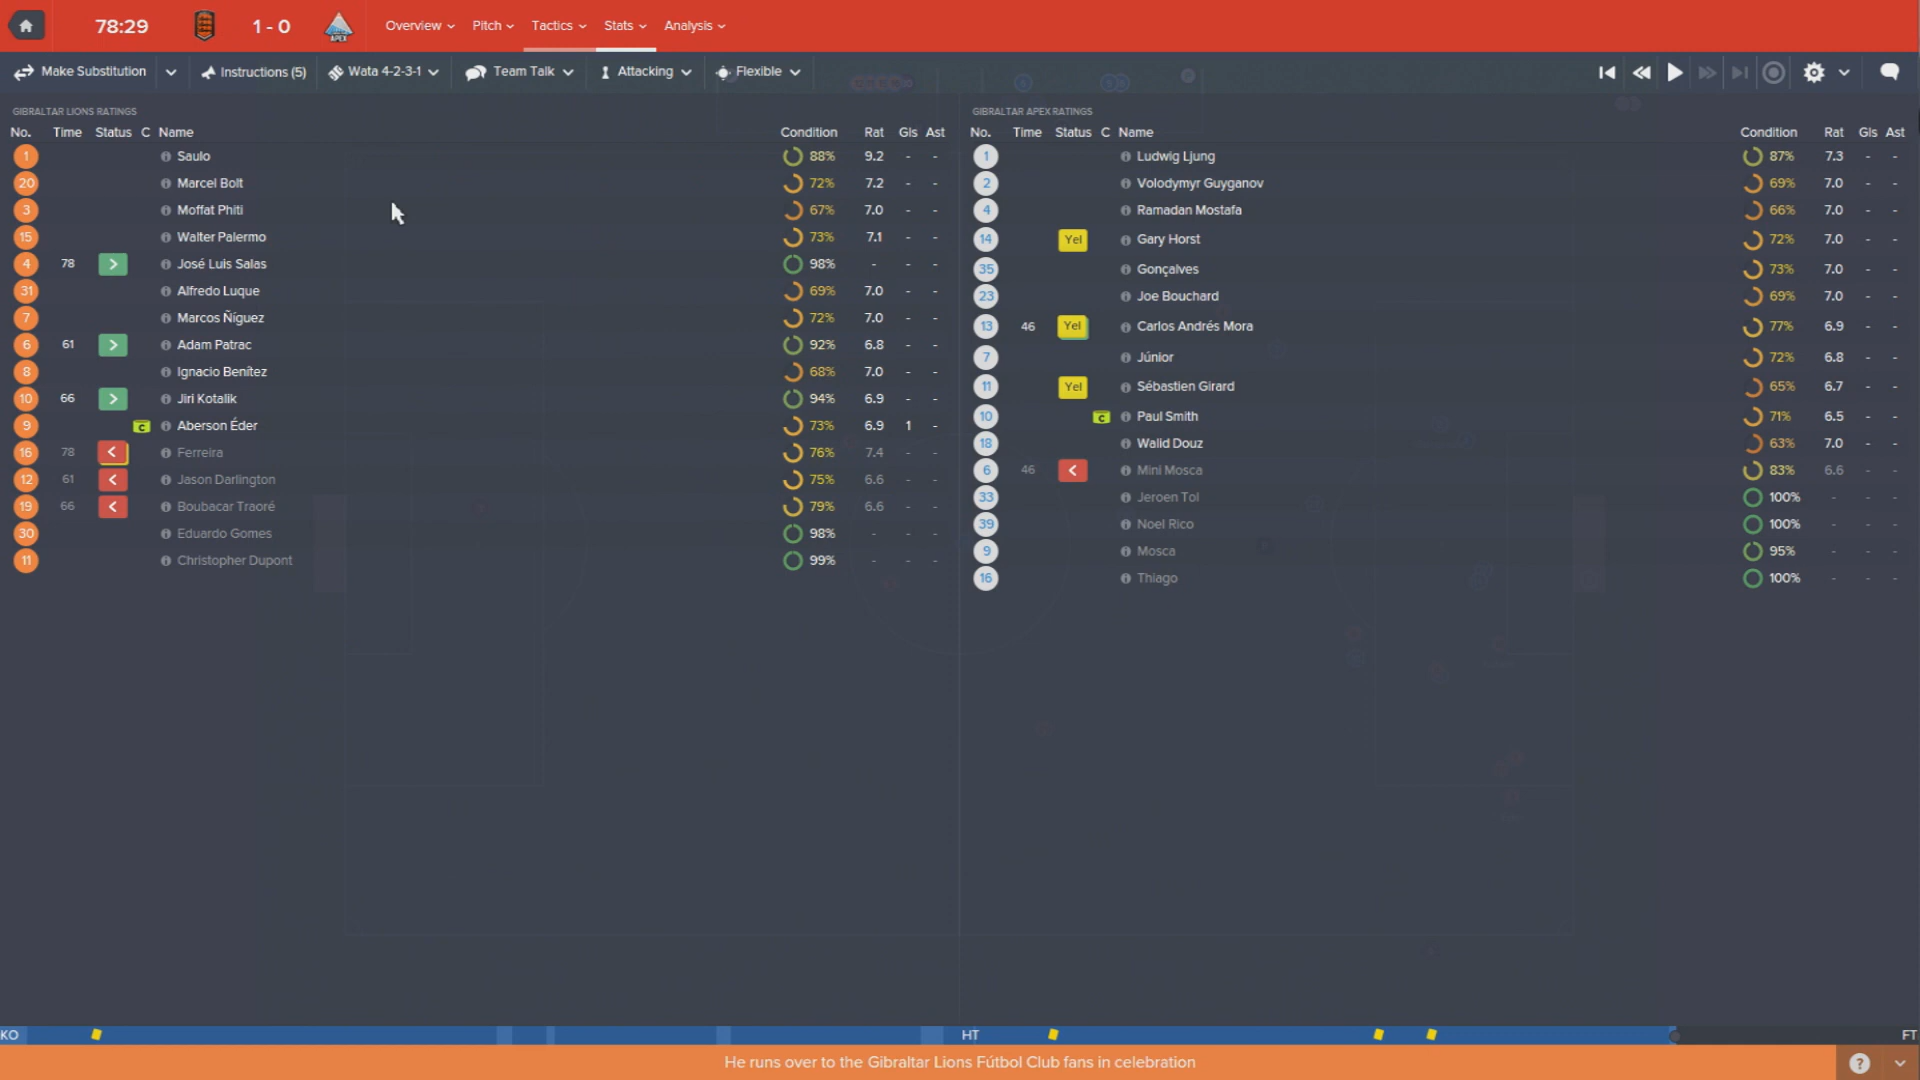 78:29 1 - 0 APEX Overview Pitch Tactics Stats Analysis
Make Substitution Instructions (5) Wata 4-2-3-1 Team Talk Attacking Flexible
GIBRALTAR LIONS RATINGS
No. Time Status C Name Condition Rat Gls Ast
1 Saulo 88% 9.2 - -
20 Marcel Bolt 72% 7.2 - -
3 Moffat Phiti 67% 7.0 - -
15 Walter Palermo 73% 7.1 - -
4 78 > José Luis Salas 98% - - -
31 Alfredo Luque 69% 7.0 - -
7 Marcos Ñíguez 72% 7.0 - -
6 61 > Adam Patrac 92% 6.8 - -
8 Ignacio Benítez 68% 7.0 - -
10 66 > Jiri Kotalik 94% 6.9 - -
9 C Aberson Éder 73% 6.9 1 -
16 78 < Ferreira 76% 7.4 - -
12 61 < Jason Darlington 75% 6.6 - -
19 66 < Boubacar Traoré 79% 6.6 - -
30 Eduardo Gomes 98% - - -
11 Christopher Dupont 99% - - -
GIBRALTAR APEX RATINGS
No. Time Status C Name Condition Rat Gls Ast
1 Ludwig Ljung 87% 7.3 - -
2 Volodymyr Guyganov 69% 7.0 - -
4 Ramadan Mostafa 66% 7.0 - -
14 Yel Gary Horst 72% 7.0 - -
35 Gonçalves 73% 7.0 - -
23 Joe Bouchard 69% 7.0 - -
13 46 Yel Carlos Andrés Mora 77% 6.9 - -
7 Júnior 72% 6.8 - -
11 Yel Sébastien Girard 65% 6.7 - -
10 C Paul Smith 71% 6.5 - -
18 Walid Douz 63% 7.0 - -
6 46 < Mini Mosca 83% 6.6 - -
33 Jeroen Tol 100% - - -
39 Noel Rico 100% - - -
9 Mosca 95% - - -
16 Thiago 100% - - -
KO HT FT
He runs over to the Gibraltar Lions Fútbol Club fans in celebration ?